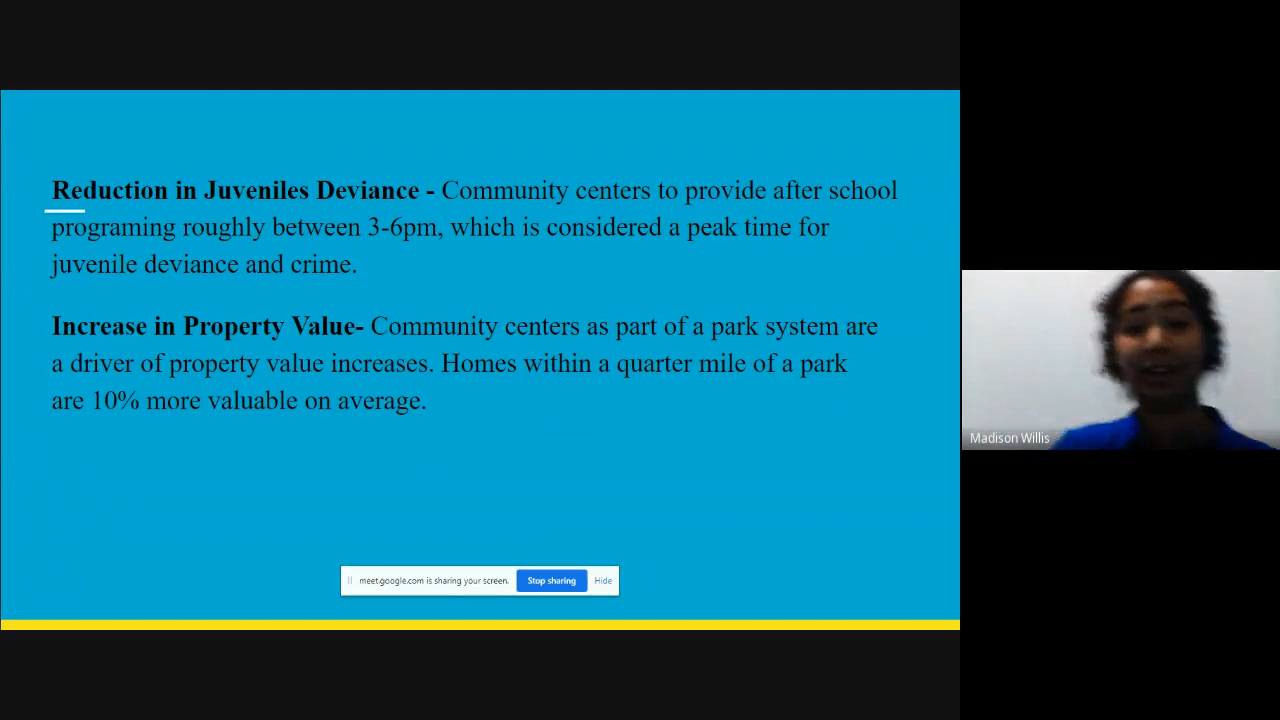 Reduction in Juveniles Deviance - Community centers to provide after school
programing roughly between 3-6pm, which is considered a peak time for
juvenile deviance and crime.
Increase in Property Value- Community centers as part of a park system are
a driver of property value increases. Homes within a quarter mile of a park
are 10% more valuable on average.
Madison Willis
meet.google.com is sharing your screen. Stop sharing Hide